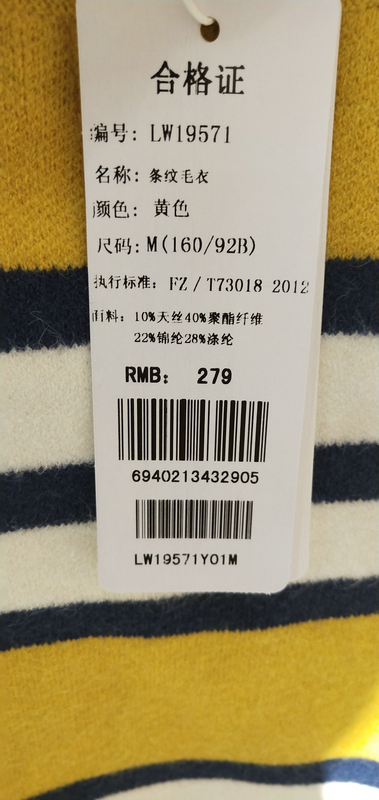 合格证
编号: LW19571
名称: 条纹毛衣
颜色: 黄色
尺码: M(160/92B)
执行标准: FZ/T73018 2012
面料: 10%天丝40%聚酯纤维
22%锦纶28%涤纶
RMB: 279
6940213432905
LW19571Y01M